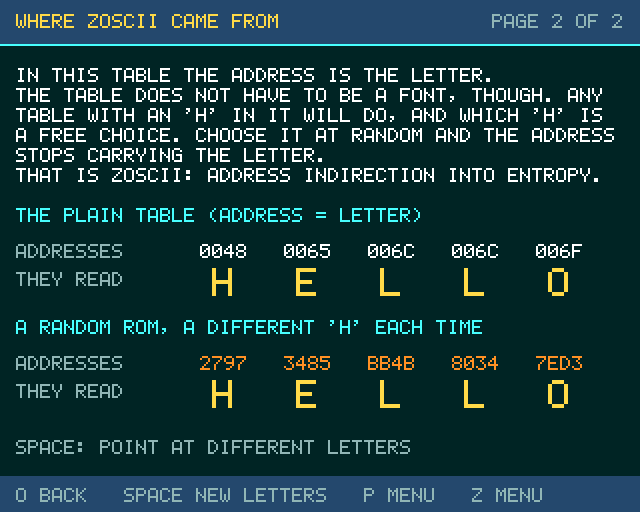 WHERE ZOSCII CAME FROM PAGE 2 OF 2
IN THIS TABLE THE ADDRESS IS THE LETTER.
THE TABLE DOES NOT HAVE TO BE A FONT, THOUGH. ANY
TABLE WITH AN 'H' IN IT WILL DO, AND WHICH 'H' IS
A FREE CHOICE. CHOOSE IT AT RANDOM AND THE ADDRESS
STOPS CARRYING THE LETTER.
THAT IS ZOSCII: ADDRESS INDIRECTION INTO ENTROPY.
THE PLAIN TABLE (ADDRESS = LETTER)
ADDRESSES 0048 0065 006C 006C 006F
THEY READ H E L L O
A RANDOM ROM, A DIFFERENT 'H' EACH TIME
ADDRESSES 2797 3485 BB4B 8034 7ED3
THEY READ H E L L O
SPACE: POINT AT DIFFERENT LETTERS
O BACK SPACE NEW LETTERS P MENU Z MENU